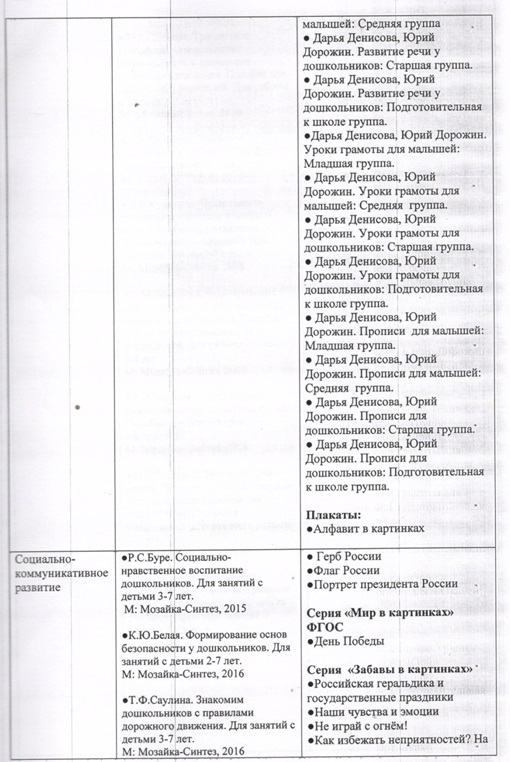 малышей: Средняя группа
● Дарья Денисова, Юрий
Дорожин. Развитие речи у
дошкольников: Старшая группа.
● Дарья Денисова, Юрий
Дорожин. Развитие речи у
дошкольников: Подготовительная
к школе группа.
●Дарья Денисова, Юрий Дорожин.
Уроки грамоты для малышей:
Младшая группа.
● Дарья Денисова, Юрий
Дорожин. Уроки грамоты для
малышей: Средняя группа.
● Дарья Денисова, Юрий
Дорожин. Уроки грамоты для
дошкольников: Старшая группа.
● Дарья Денисова, Юрий
Дорожин. Уроки грамоты для
дошкольников: Подготовительная
к школе группа.
● Дарья Денисова, Юрий
Дорожин. Прописи для малышей:
Младшая группа.
● Дарья Денисова, Юрий
Дорожин. Прописи для малышей:
Средняя группа.
● Дарья Денисова, Юрий
Дорожин. Прописи для
дошкольников: Старшая группа.
● Дарья Денисова, Юрий
Дорожин. Прописи для
дошкольников: Подготовительная
к школе группа.
Плакаты:
●Алфавит в картинках
Социально-
коммуникативное
развитие
●Р.С.Буре. Социально-
нравственное воспитание
дошкольников. Для занятий с
детьми 3-7 лет.
М: Мозайка-Синтез, 2015
●К.Ю.Белая. Формирование основ
безопасности у дошкольников. Для
занятий с детьми 2-7 лет.
М: Мозайка-Синтез, 2016
●Т.Ф.Саулина. Знакомим
дошкольников с правилами
дорожного движения. Для занятий с
детьми 3-7 лет.
М: Мозайка-Синтез, 2016
● Герб России
●Флаг России
●Портрет президента России
Серия «Мир в картинках»
ФГОС
●День Победы
Серия «Забавы в картинках»
●Российская геральдика и
государственные праздники
●Наши чувства и эмоции
●Не играй с огнём!
●Как избежать неприятностей? На